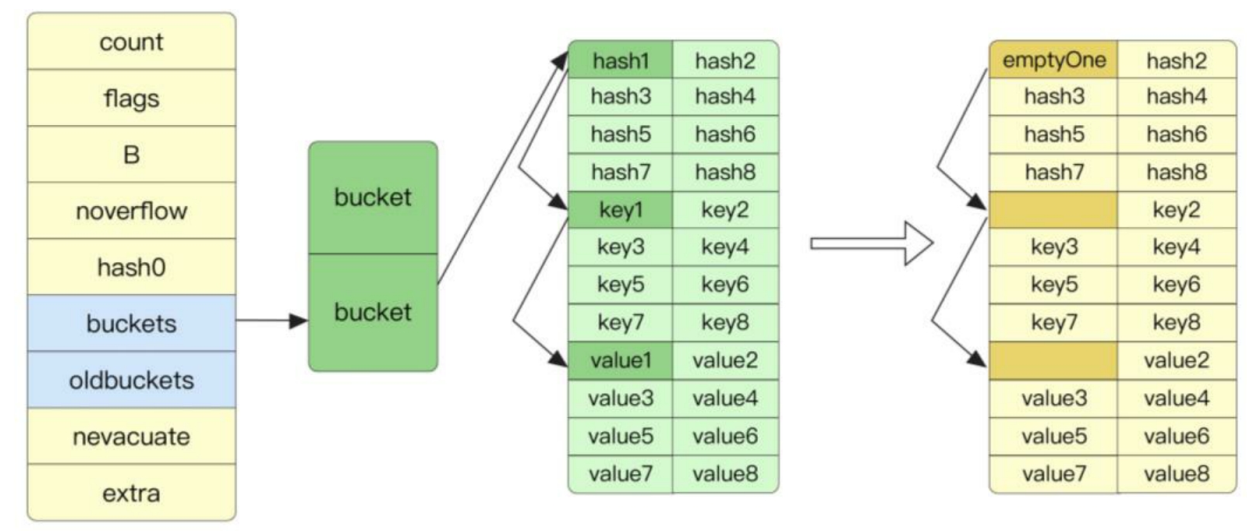 count
flags
B
noverflow
hash0
buckets
oldbuckets
nevacuate
extra
bucket
bucket
hash1 hash2
hash3 hash4
hash5 hash6
hash7 hash8
key1 key2
key3 key4
key5 key6
key7 key8
value1 value2
value3 value4
value5 value6
value7 value8
emptyOne hash2
hash3 hash4
hash5 hash6
hash7 hash8
key2
key3 key4
key5 key6
key7 key8
value2
value3 value4
value5 value6
value7 value8